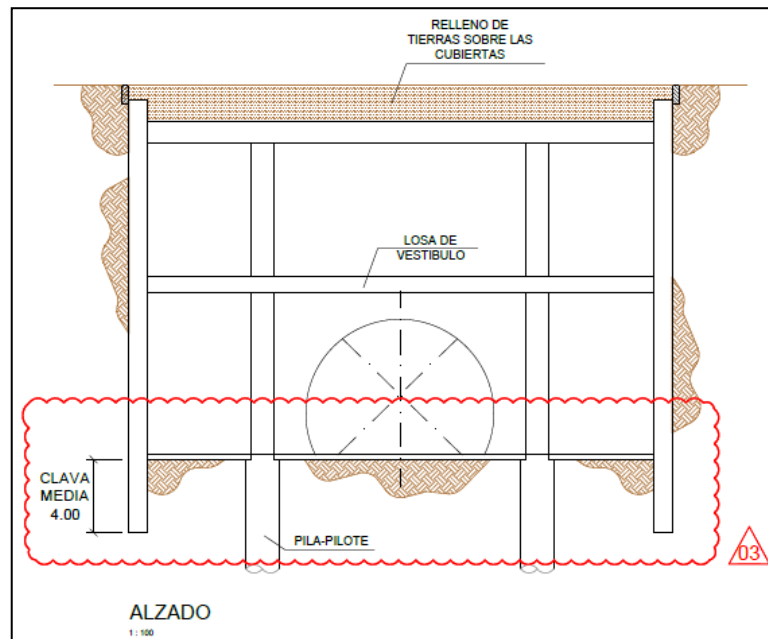 RELLENO DE
TIERRAS SOBRE LAS
CUBIERTAS
LOSA DE
VESTIBULO
CLAVA
MEDIA
4.00
PILA-PILOTE
03
ALZADO
1 : 100